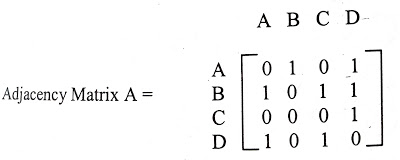 A B C D
A 0 1 0 1
Adjacency Matrix A = B 1 0 1 1
C 0 0 0 1
D 1 0 1 0